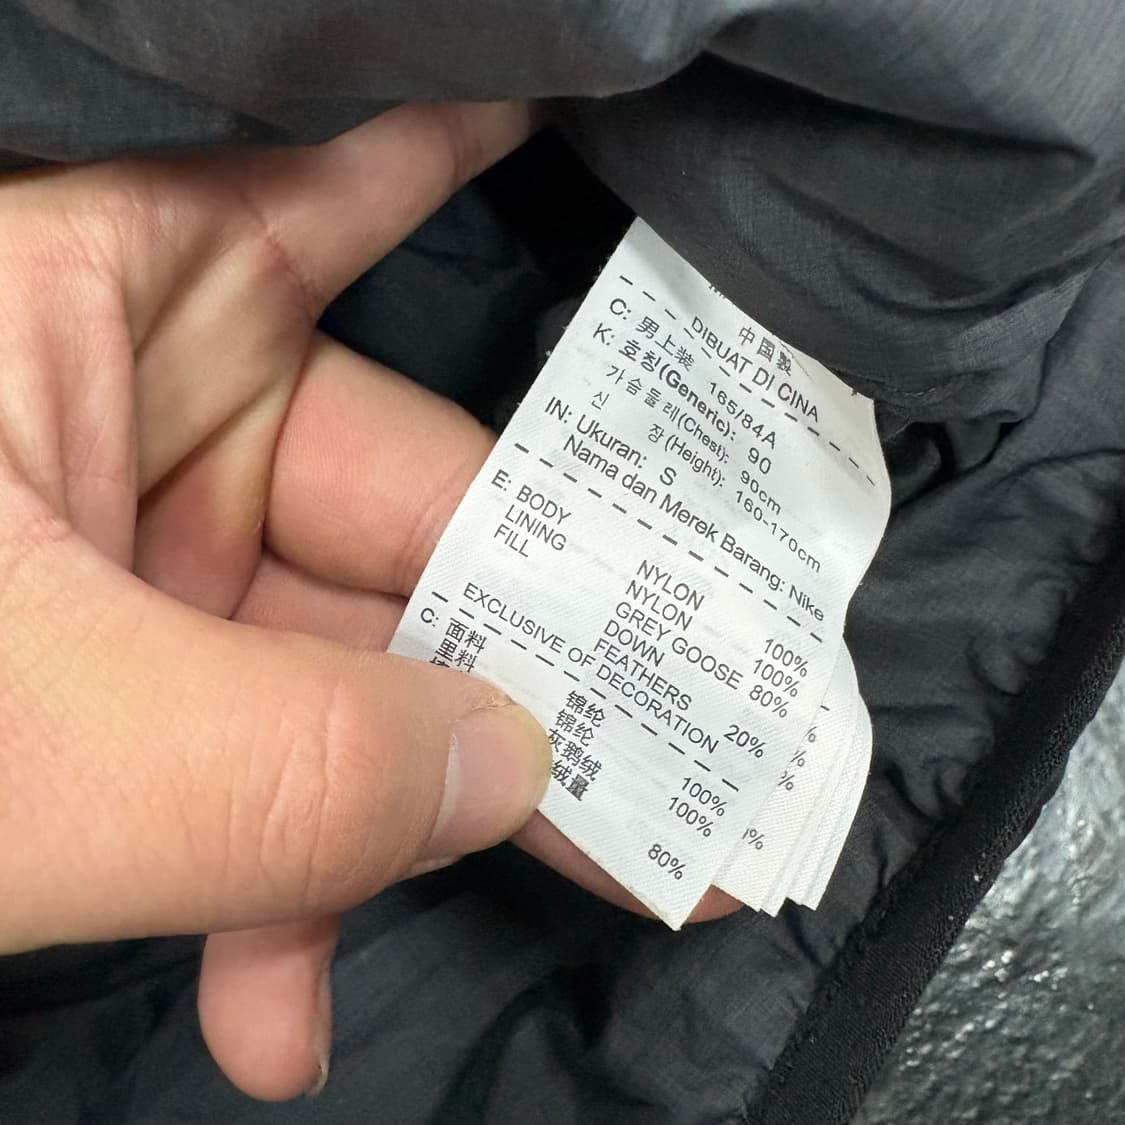 中国製
DIBUAT DI CINA
C: 男上装 165/84A
K: 호칭(Generic): 90
가슴둘레(Chest): 90cm
신 장(Height): 160-170cm
IN: Ukuran: S
Nama dan Merek Barang: Nike
E: BODY NYLON 100%
LINING NYLON 100%
FILL GREY GOOSE 80%
DOWN
FEATHERS 20%
EXCLUSIVE OF DECORATION
C: 面料 锦纶 100%
里料 锦纶 100%
灰鹅绒
绒量 80%